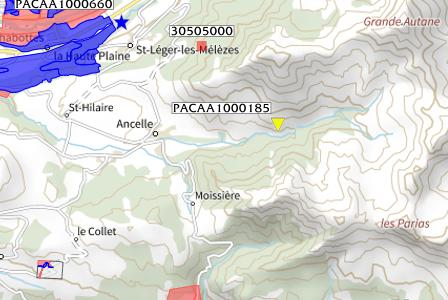 PACAA1000660
Grande Autane
30505000
habottes
la Haute Plaine
St-Léger-les-Mélèzes
PACAA1000185
St-Hilaire
Ancelle
Moissière
les Parias
le Collet